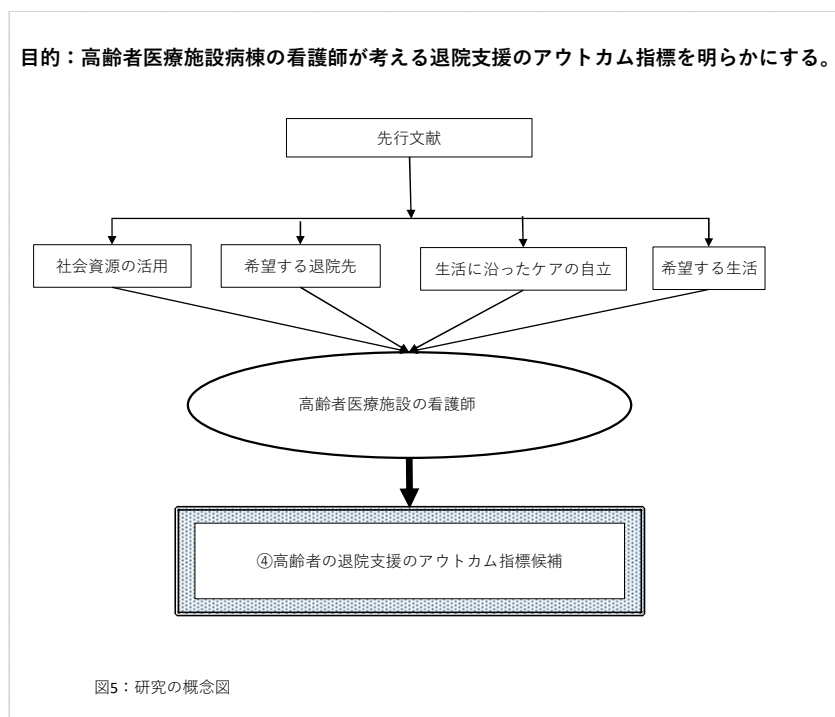 目的：高齢者医療施設病棟の看護師が考える退院支援のアウトカム指標を明らかにする。
先行文献
社会資源の活用
希望する退院先
生活に沿ったケアの自立
希望する生活
高齢者医療施設の看護師
④高齢者の退院支援のアウトカム指標候補
図5：研究の概念図